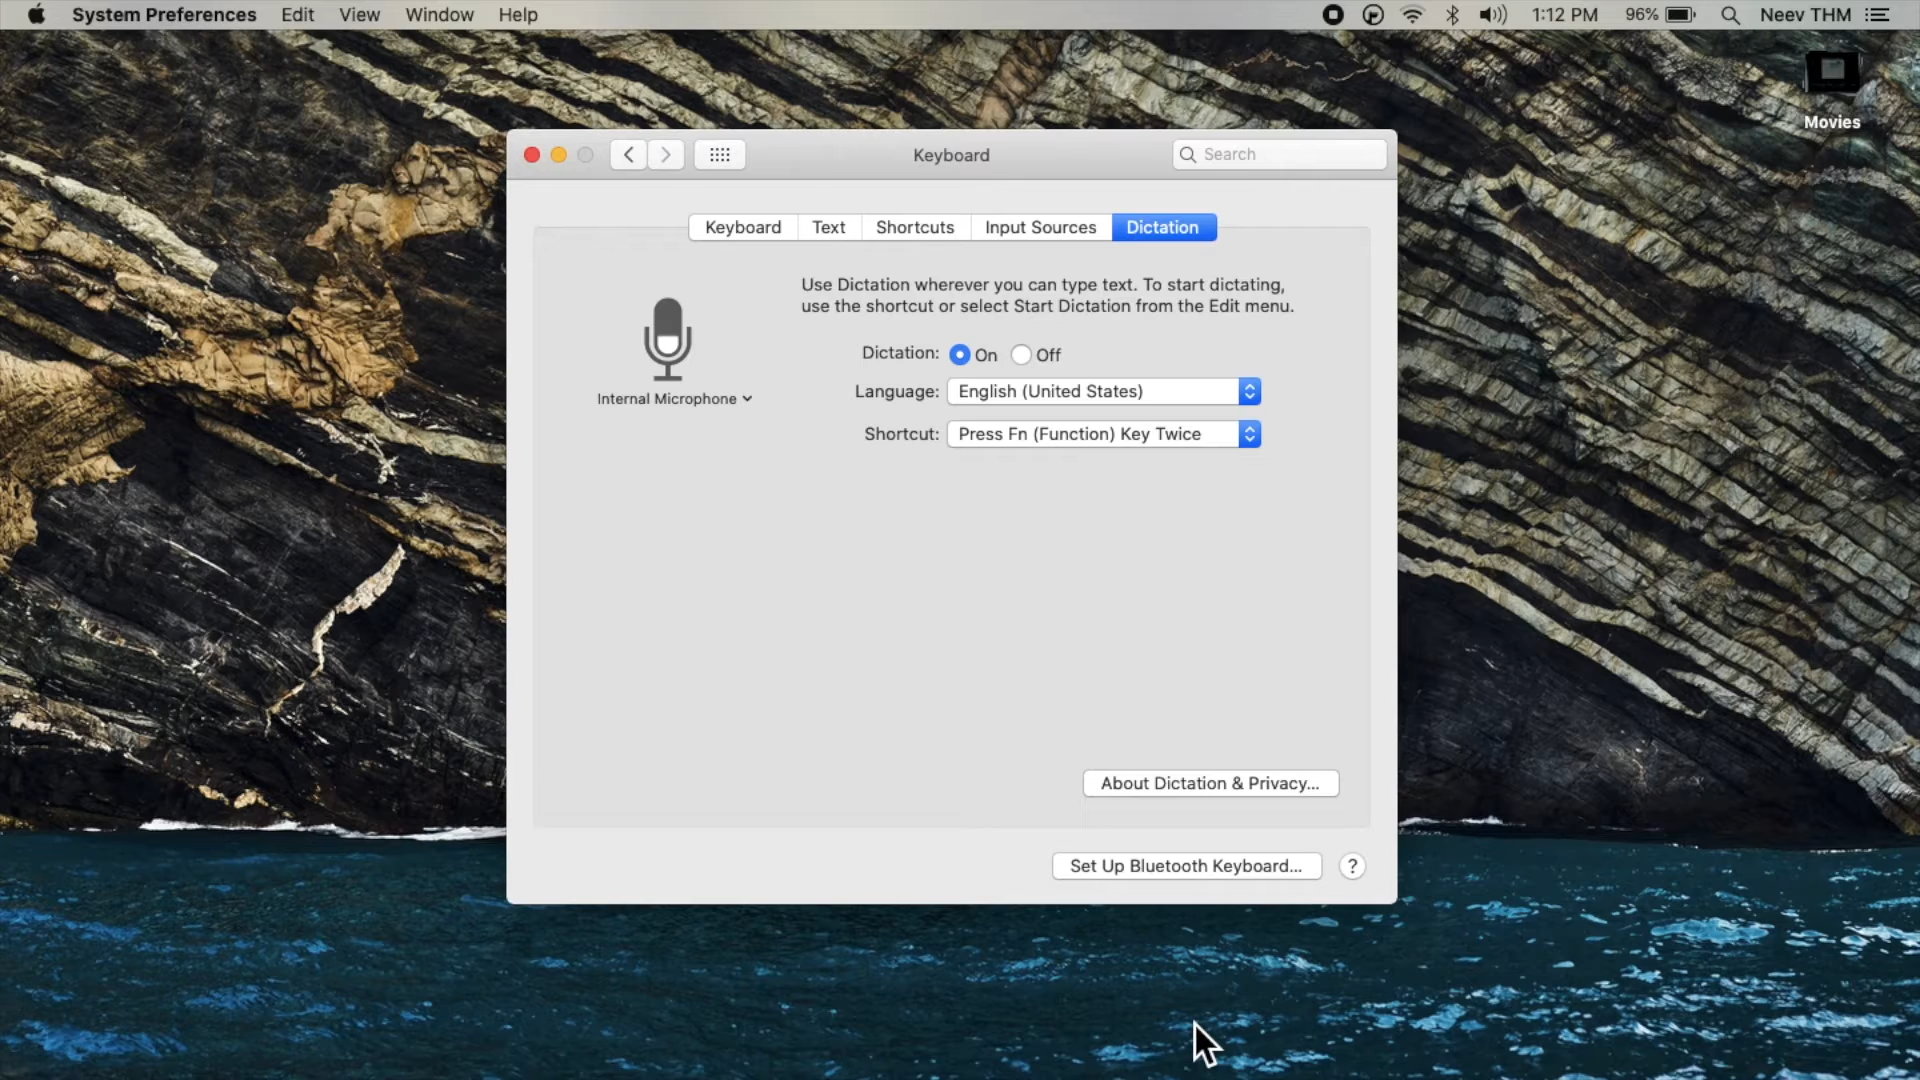 System Preferences Edit View Window Help 1:12 PM 96% Neev THM
Movies
Keyboard Search
Keyboard Text Shortcuts Input Sources Dictation
Use Dictation wherever you can type text. To start dictating,
use the shortcut or select Start Dictation from the Edit menu.
Dictation: On Off
Internal Microphone
Language: English (United States)
Shortcut: Press Fn (Function) Key Twice
About Dictation & Privacy...
Set Up Bluetooth Keyboard... ?